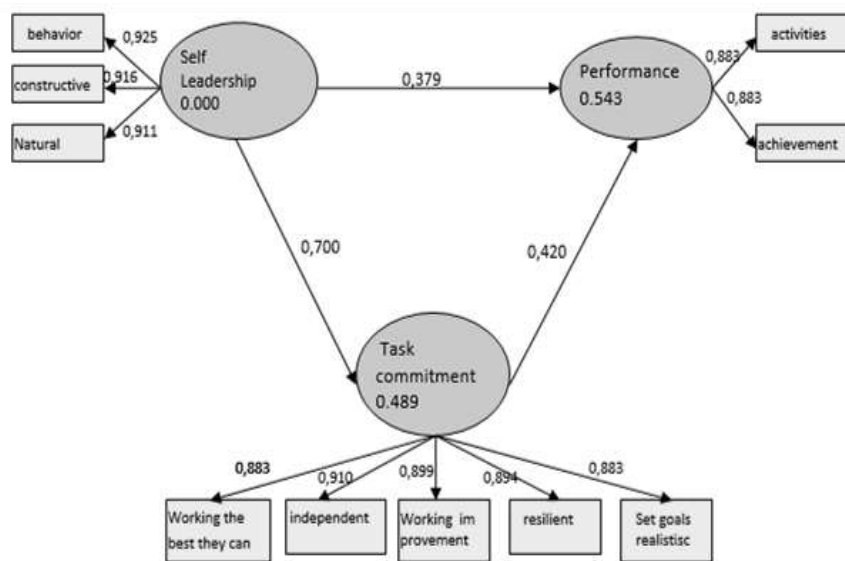 behavior
0,925
constructive
0,916
Natural
0,911
Self
Leadership
0.000
0,379
Performance
0.543
0,883
activities
0,883
achievement
0,700
0,420
Task
commitment
0.489
0,883
0,910
0,899
0,894
0,883
Working the
best they can
independent
Working im
provement
resilient
Set goals
realistisc